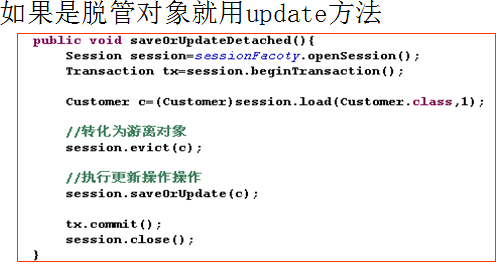 如果是脱管对象就用update方法
public void saveOrUpdateDetached(){
Session session=sessionFacoty.openSession();
Transaction tx=session.beginTransaction();
Customer c=(Customer)session.load(Customer.class,1);
//转化为游离对象
session.evict(c);
//执行更新操作操作
session.saveOrUpdate(c);
tx.commit();
session.close();
}